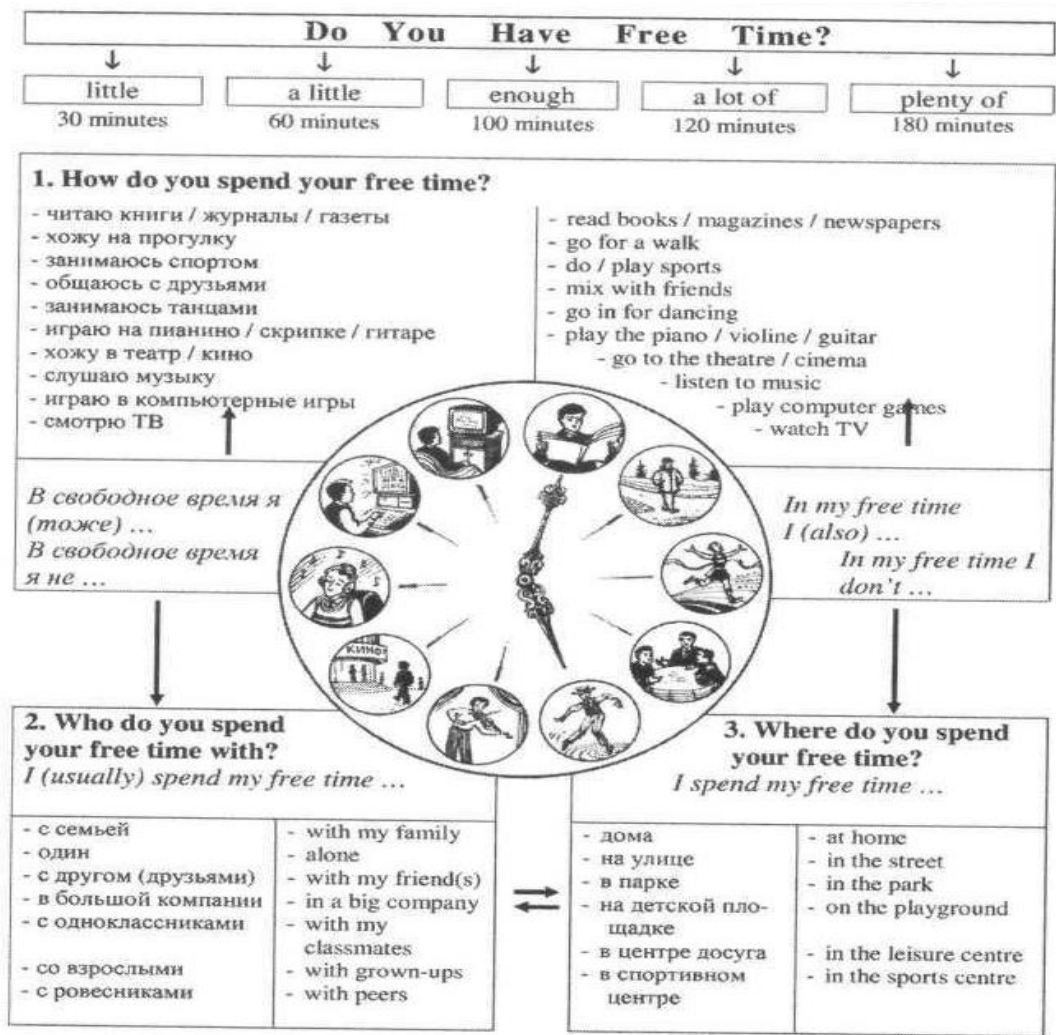 Do You Have Free Time?
little
a little
enough
a lot of
plenty of
30 minutes
60 minutes
100 minutes
120 minutes
180 minutes
1. How do you spend your free time?
- читаю книги / журналы / газеты
- хожу на прогулку
- занимаюсь спортом
- общаюсь с друзьями
- занимаюсь танцами
- играю на пианино / скрипке / гитаре
- хожу в театр / кино
- слушаю музыку
- играю в компьютерные игры
- смотрю ТВ
- read books / magazines / newspapers
- go for a walk
- do / play sports
- mix with friends
- go in for dancing
- play the piano / violine / guitar
- go to the theatre / cinema
- listen to music
- play computer games
- watch TV
В свободное время я
(тоже) ...
В свободное время
я не ...
In my free time
I (also) ...
In my free time I
don't ...
КИНО
2. Who do you spend
your free time with?
I (usually) spend my free time ...
- с семьей
- один
- с другом (друзьями)
- в большой компании
- с одноклассниками
- со взрослыми
- с ровесниками
- with my family
- alone
- with my friend(s)
- in a big company
- with my
classmates
- with grown-ups
- with peers
3. Where do you spend
your free time?
I spend my free time ...
- дома
- на улице
- в парке
- на детской пло-
щадке
- в центре досуга
- в спортивном
центре
- at home
- in the street
- in the park
- on the playground
- in the leisure centre
- in the sports centre